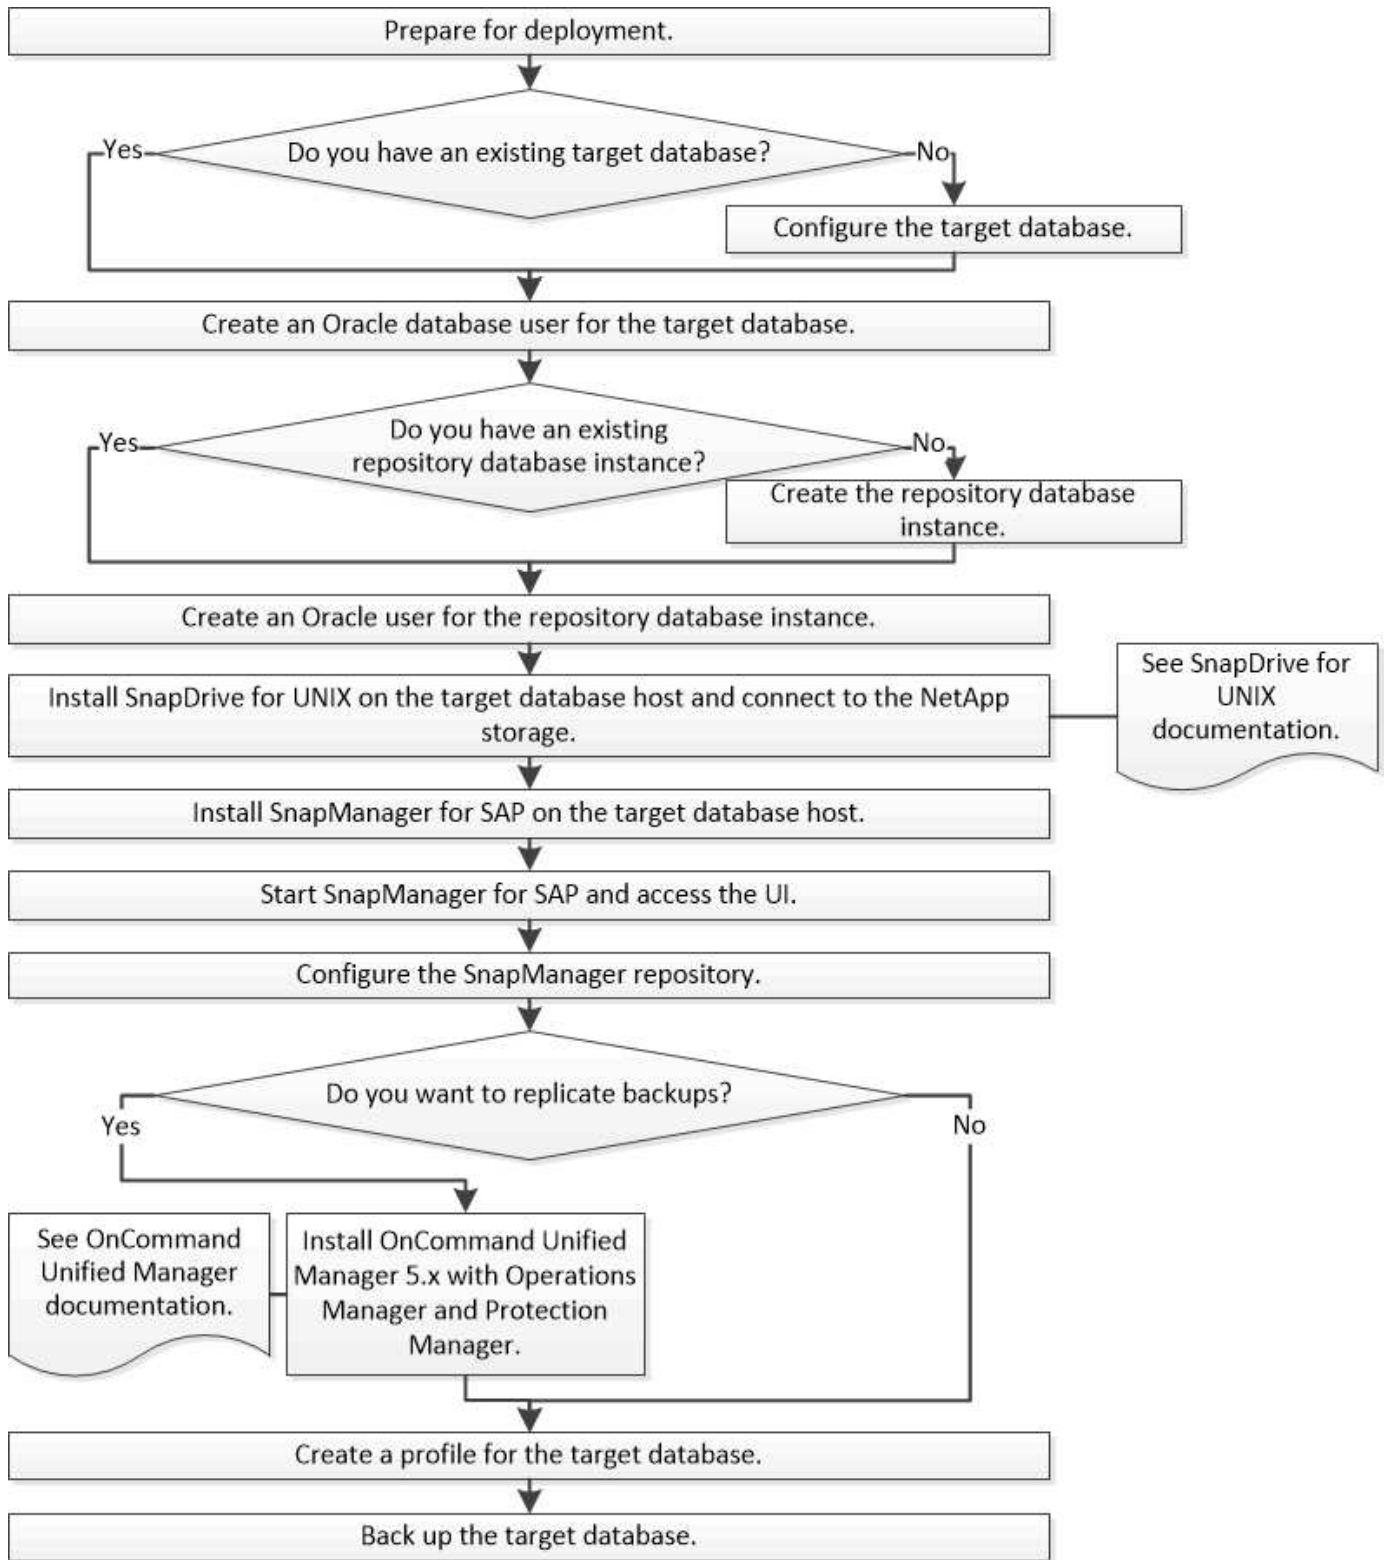 Prepare for deployment.
Do you have an existing target database?
Yes
No
Configure the target database.
Create an Oracle database user for the target database.
Do you have an existing
repository database instance?
Yes
No
Create the repository database
instance.
Create an Oracle user for the repository database instance.
Install SnapDrive for UNIX on the target database host and connect to the NetApp
storage.
See SnapDrive for
UNIX
documentation.
Install SnapManager for SAP on the target database host.
Start SnapManager for SAP and access the UI.
Configure the SnapManager repository.
Do you want to replicate backups?
Yes
No
See OnCommand
Unified Manager
documentation.
Install OnCommand Unified
Manager 5.x with Operations
Manager and Protection
Manager.
Create a profile for the target database.
Back up the target database.